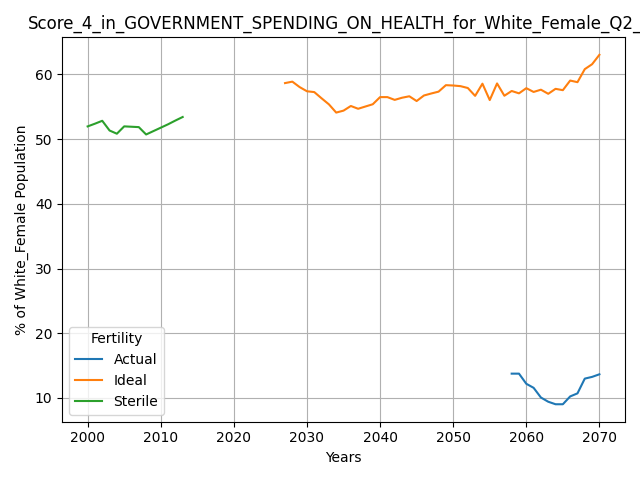 Score_4_in_GOVERNMENT_SPENDING_ON_HEALTH_for_White_Female_Q2_
% of White_Female Population
60
50
40
30
20
10
Fertility
Actual
Ideal
Sterile
2000 2010 2020 2030 2040 2050 2060 2070
Years